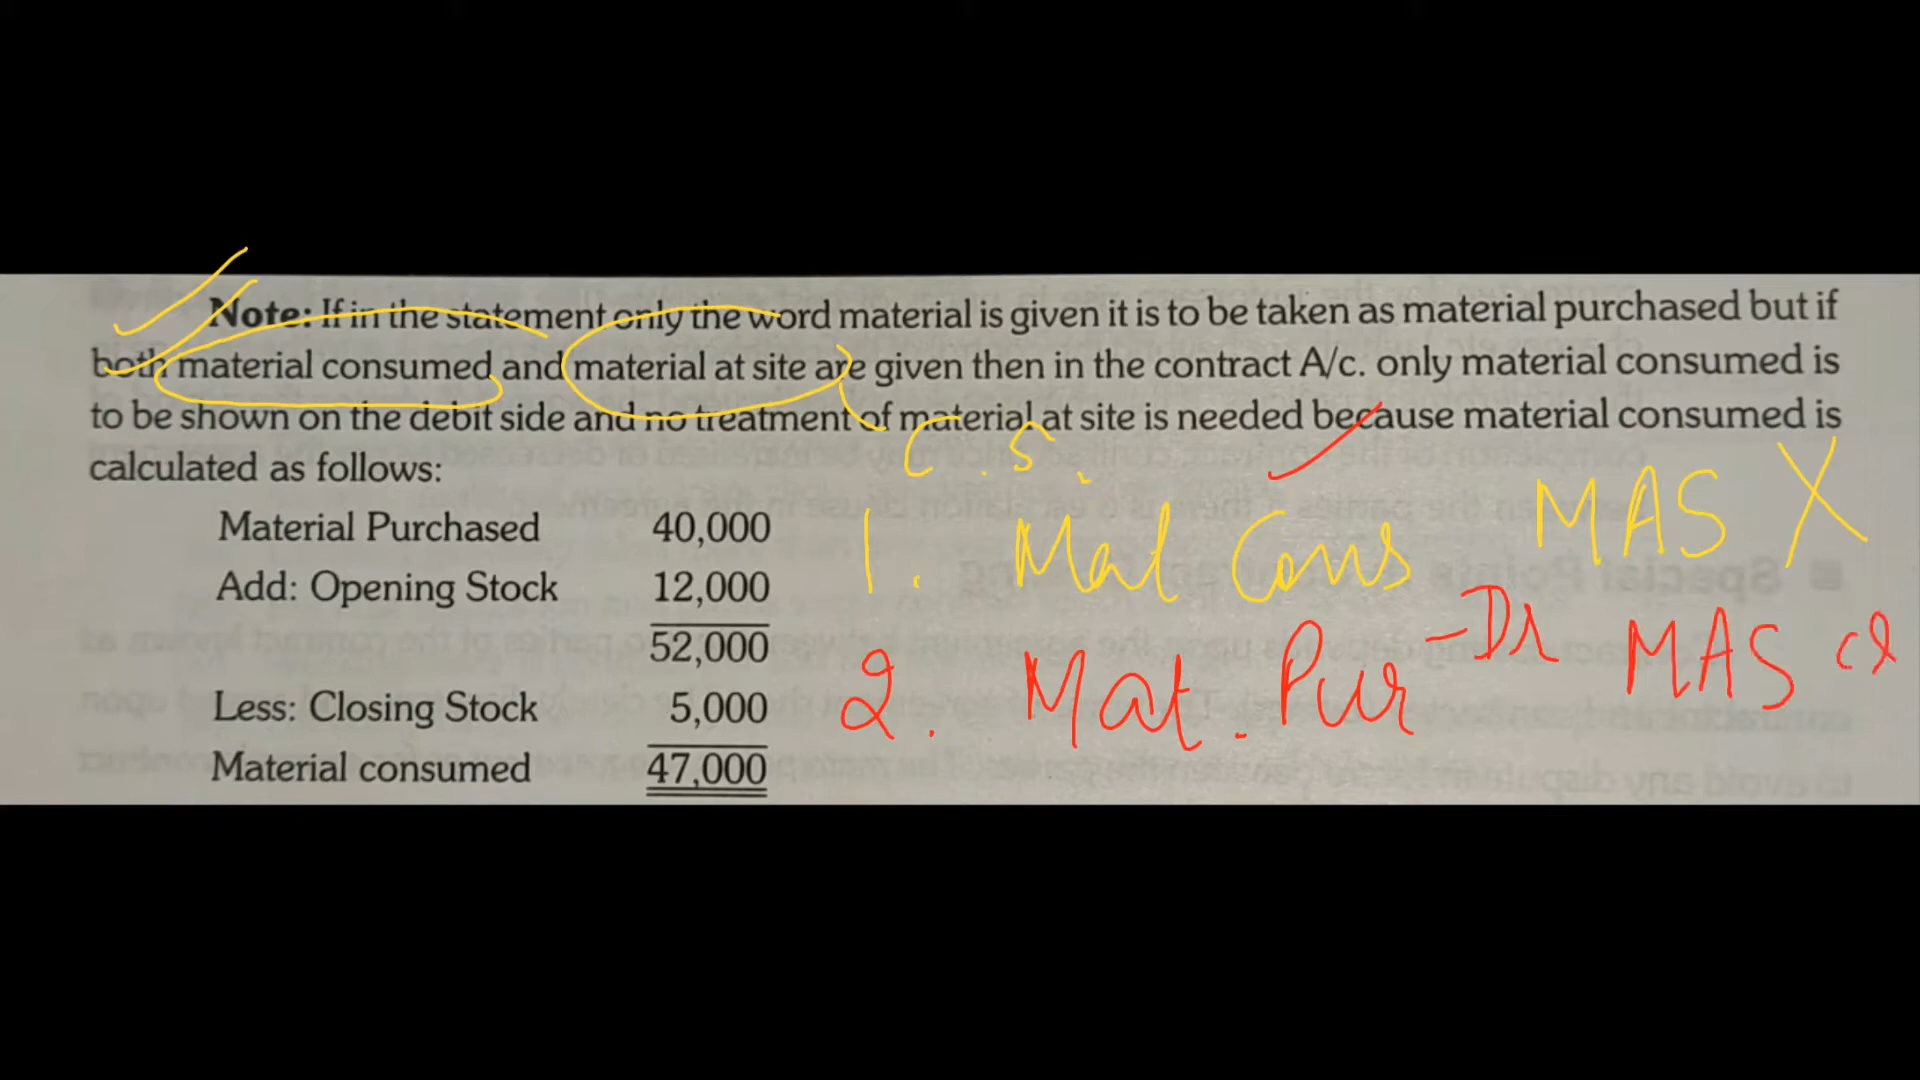 Note: If in the statement only the word material is given it is to be taken as material purchased but if
both material consumed and material at site are given then in the contract A/c. only material consumed is
to be shown on the debit side and no treatment of material at site is needed because material consumed is
calculated as follows:
C.S.
Material Purchased 40,000
1. Mat Cons MAS X
Add: Opening Stock 12,000
52,000
2. Mat. Pur - Dr MAS cr
Less: Closing Stock 5,000
Material consumed 47,000